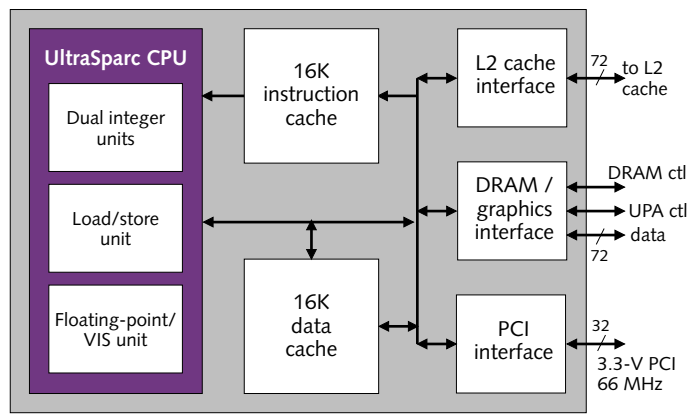 UltraSparc CPU
Dual integer
units
Load/store
unit
Floating-point/
VIS unit
16K
instruction
cache
16K
data
cache
L2 cache
interface
72
to L2
cache
DRAM /
graphics
interface
DRAM ctl
UPA ctl
data
72
PCI
interface
32
3.3-V PCI
66 MHz